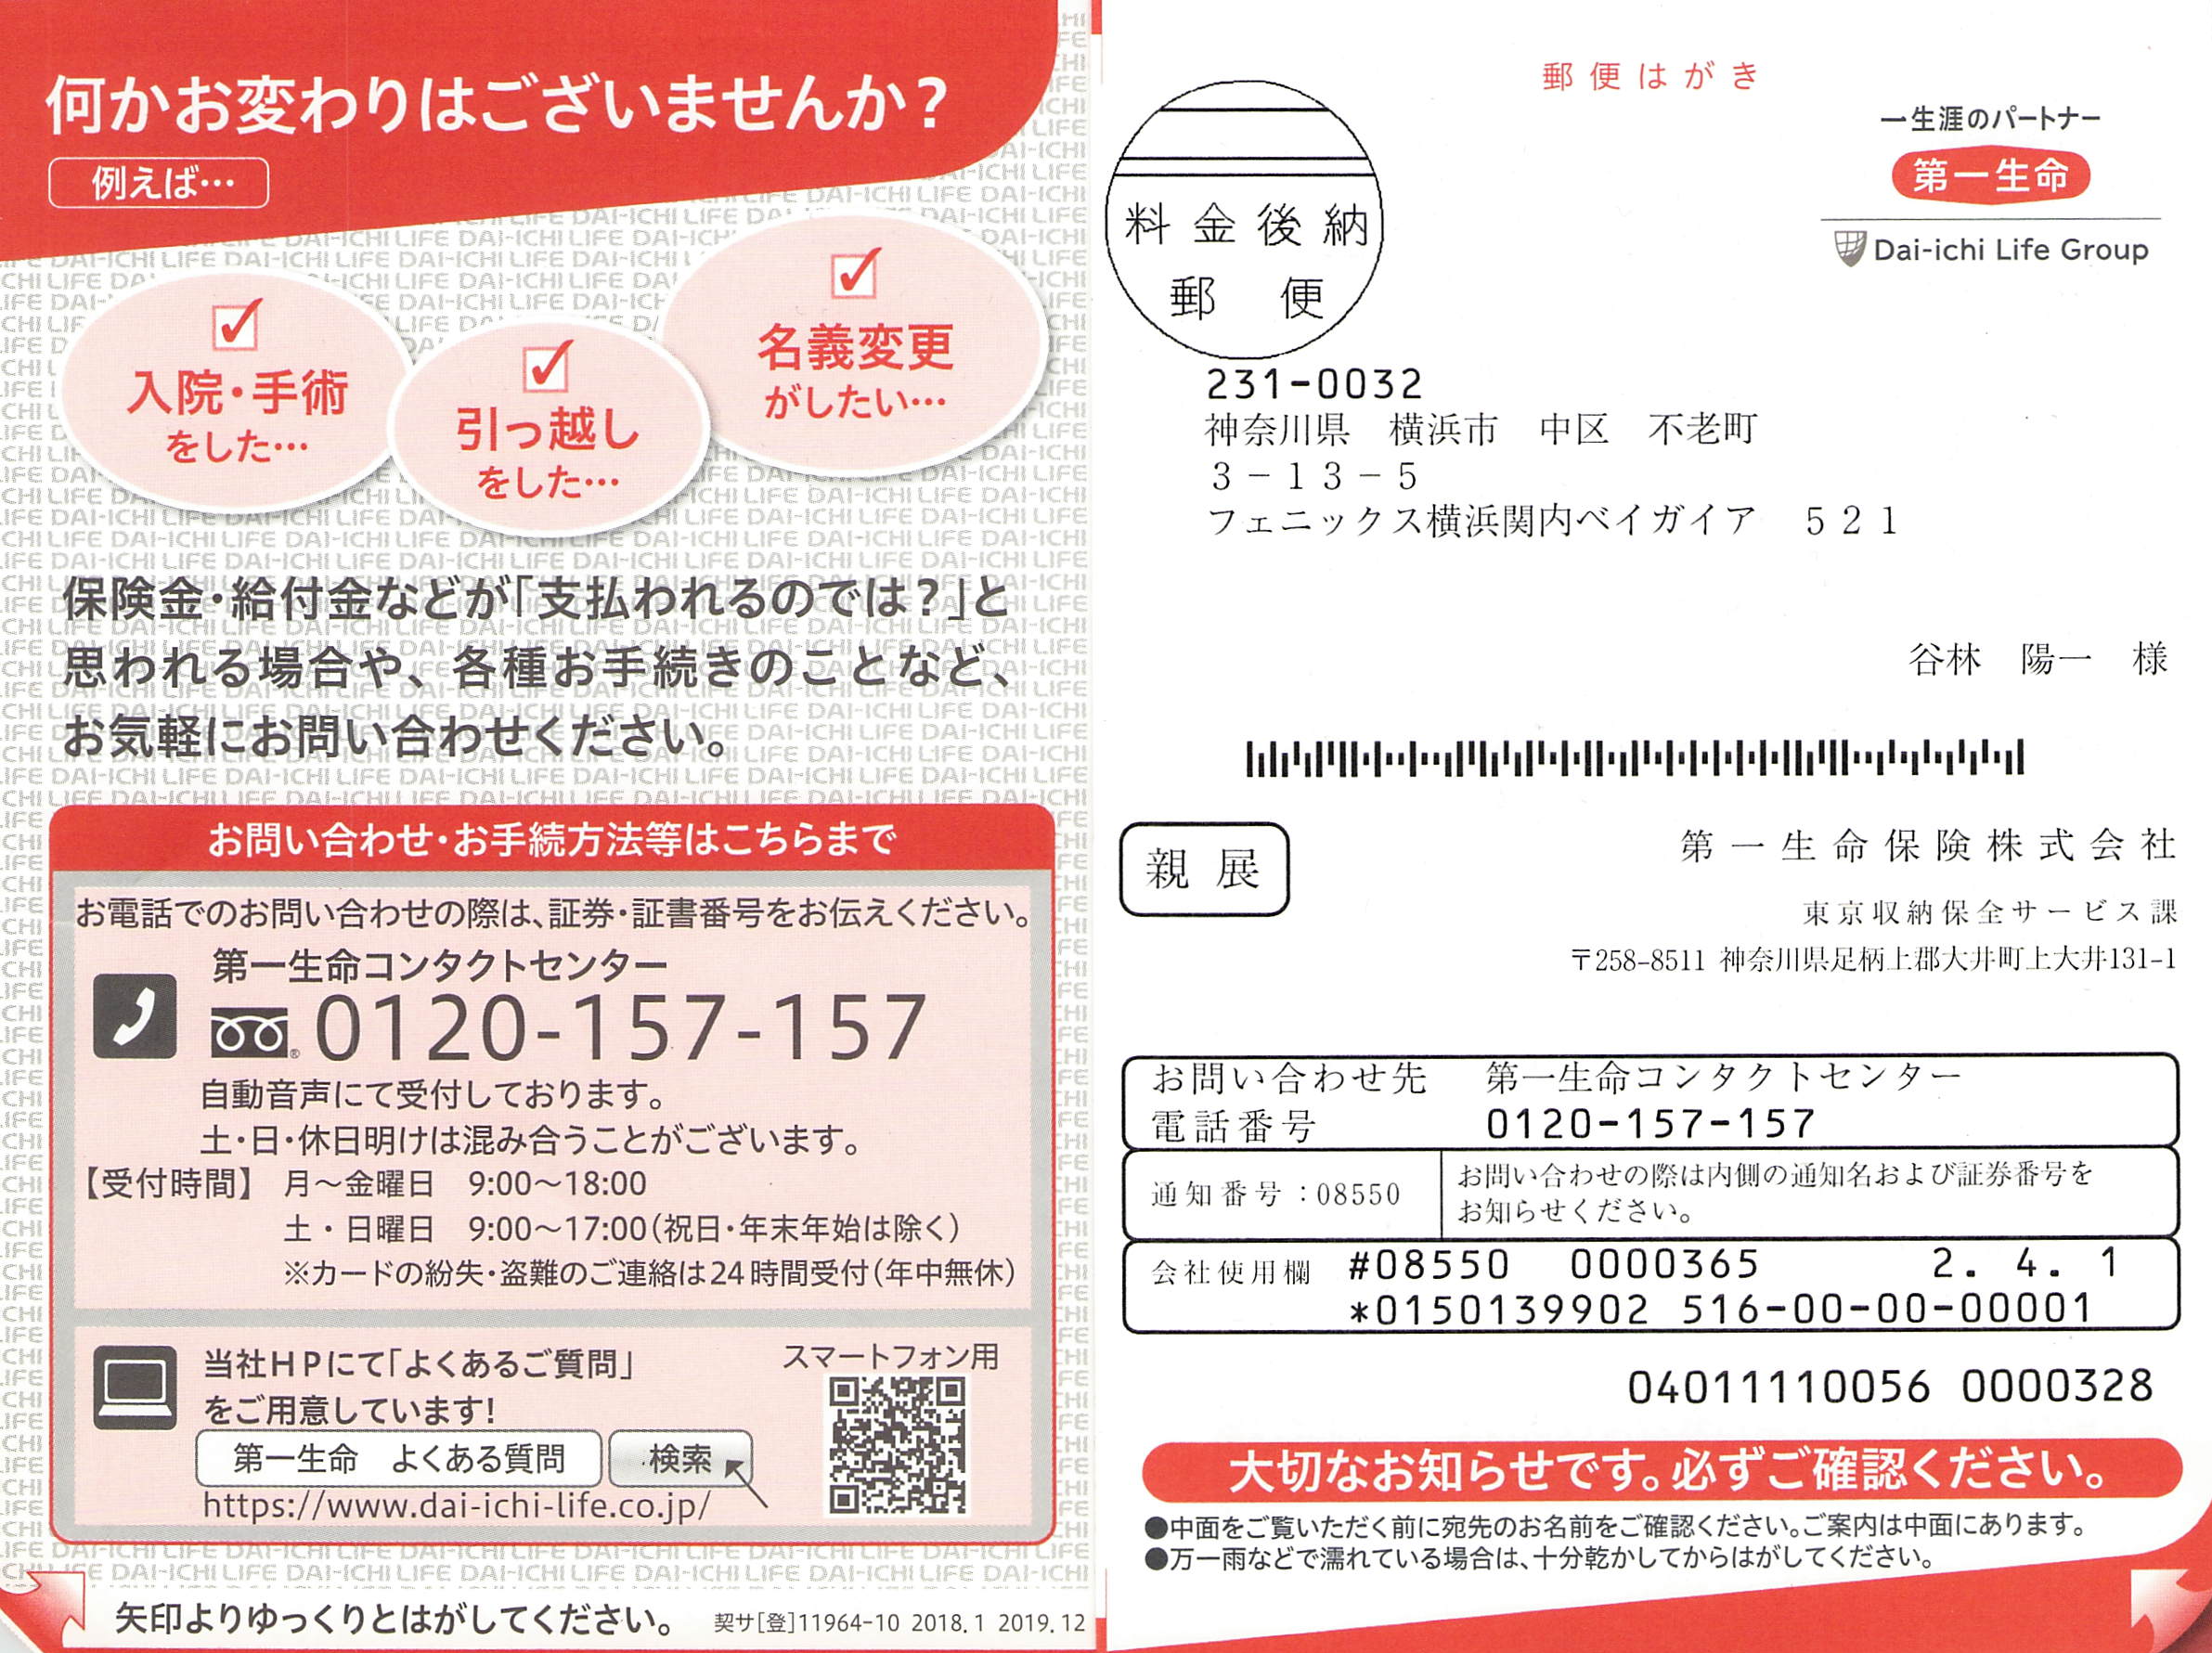 何かお変わりはございませんか？
例えば…
入院・手術
をした…
引っ越し
をした…
名義変更
がしたい…
保険金・給付金などが「支払われるのでは？」と
思われる場合や、各種お手続きのことなど、
お気軽にお問い合わせください。
お問い合わせ・お手続方法等はこちらまで
お電話でのお問い合わせの際は、証券・証書番号をお伝えください。
第一生命コンタクトセンター
0120-157-157
自動音声にて受付しております。
土・日・休日明けは混み合うことがございます。
【受付時間】 月～金曜日 9:00～18:00
土・日曜日 9:00～17:00（祝日・年末年始は除く）
※カードの紛失・盗難のご連絡は24時間受付（年中無休）
当社ＨＰにて「よくあるご質問」
をご用意しています！
スマートフォン用
第一生命 よくある質問 検索
https://www.dai-ichi-life.co.jp/
矢印よりゆっくりとはがしてください。 契サ[登]11964-10 2018.1 2019.12
郵便はがき
一生涯のパートナー
第一生命
Dai-ichi Life Group
料金後納
郵便
231-0032
神奈川県 横浜市 中区 不老町
３－１３－５
フェニックス横浜関内ベイガイア ５２１
谷林 陽一 様
親展
第一生命保険株式会社
東京収納保全サービス課
〒258-8511 神奈川県足柄上郡大井町上大井131-1
お問い合わせ先 第一生命コンタクトセンター
電話番号 0120-157-157
通知番号：08550 お問い合わせの際は内側の通知名および証券番号を
お知らせください。
会社使用欄 #08550 0000365 2. 4. 1
*0150139902 516-00-00-00001
04011110056 0000328
大切なお知らせです。必ずご確認ください。
●中面をご覧いただく前に宛先のお名前をご確認ください。ご案内は中面にあります。
●万一雨などで濡れている場合は、十分乾かしてからはがしてください。